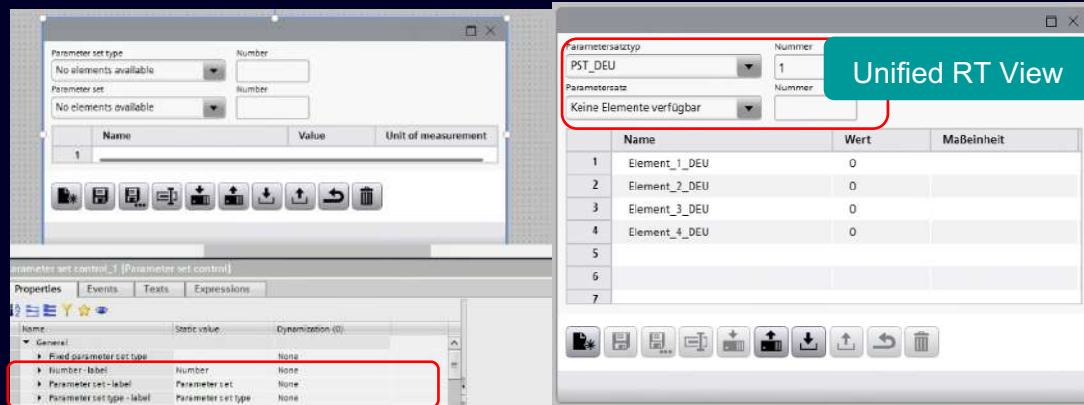 Parameter set type
Number
No elements available
Parameter set
Number
No elements available
Name Value Unit of measurement
1
Parameter set control_1 [Parameter set control]
Properties Events Texts Expressions
Name Static value Dynamization (0)
General
Fixed parameter set type None
Number - label Number None
Parameter set - label Parameter set None
Parameter set type - label Parameter set type None
Parametersatztyp Nummer
PST_DEU 1
Unified RT View
Parametersatz Nummer
Keine Elemente verfügbar
Name Wert Maßeinheit
1 Element_1_DEU 0
2 Element_2_DEU 0
3 Element_3_DEU 0
4 Element_4_DEU 0
5
6
7